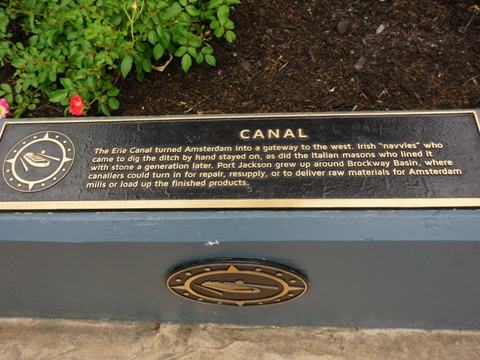 CANAL
The Erie Canal turned Amsterdam into a gateway to the west. Irish "navvies" who
came to dig the ditch by hand stayed on, as did the Italian masons who lined it
with stone a generation later. Port Jackson grew up around Brockway Basin, where
canallers could turn in for repair, resupply, or to deliver raw materials for Amsterdam
mills or load up the finished products.